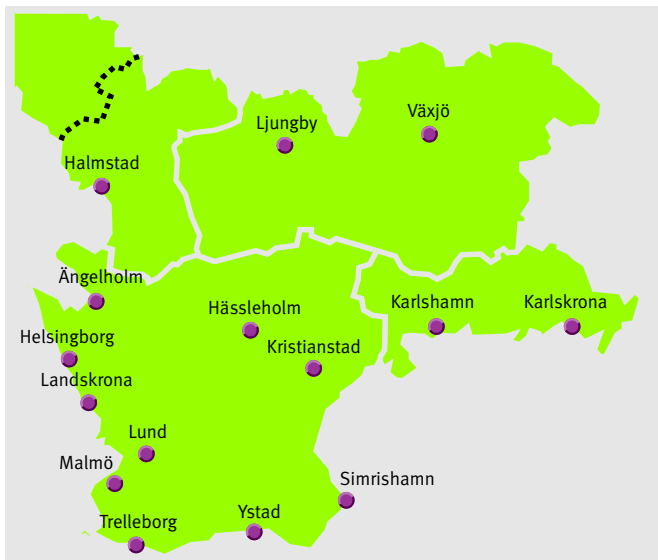 Växjö
Ljungby
Halmstad
Ängelholm
Hässleholm
Karlshamn
Karlskrona
Helsingborg
Kristianstad
Landskrona
Lund
Malmö
Simrishamn
Trelleborg
Ystad